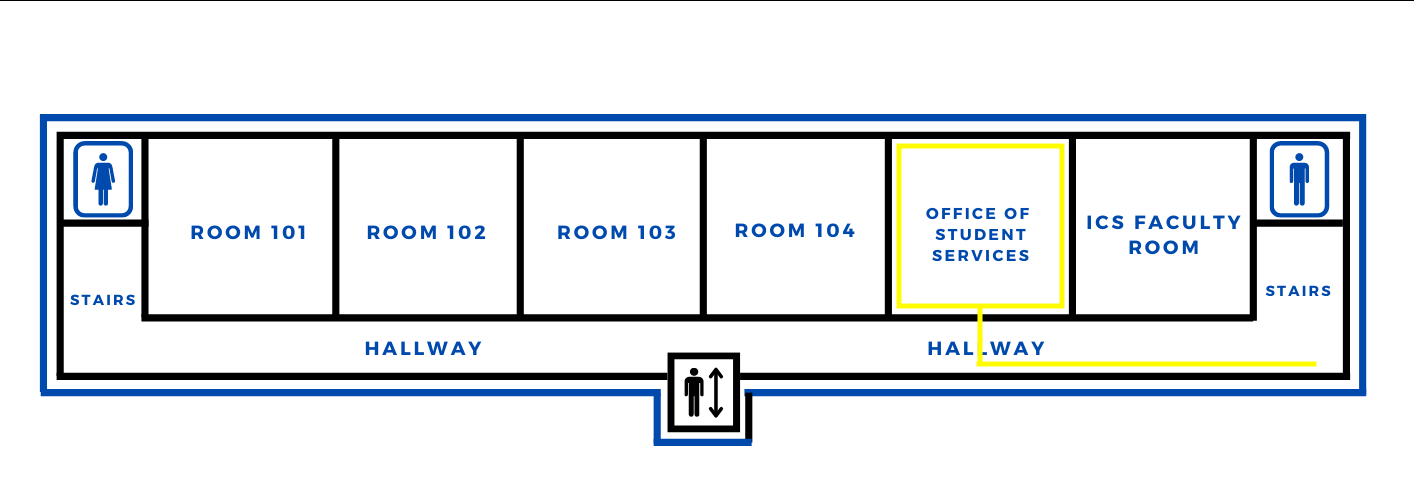 ROOM 101
ROOM 102
ROOM 103
ROOM 104
OFFICE OF
STUDENT
SERVICES
ICS FACULTY
ROOM
STAIRS
STAIRS
HALLWAY
HALLWAY